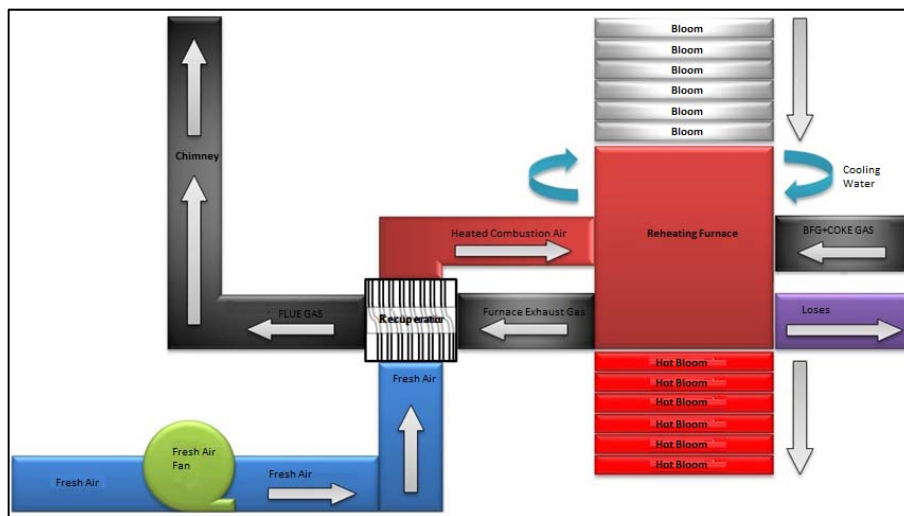 Bloom
Bloom
Bloom
Bloom
Bloom
Bloom
Chimney
Cooling
Water
Heated Combustion Air
Reheating Furnace
BFG+COKE GAS
FLUE GAS
Recuperator
Furnace Exhaust Gas
Loses
Hot Bloom
Hot Bloom
Hot Bloom
Hot Bloom
Hot Bloom
Hot Bloom
Fresh Air
Fresh Air
Fan
Fresh Air
Fresh Air